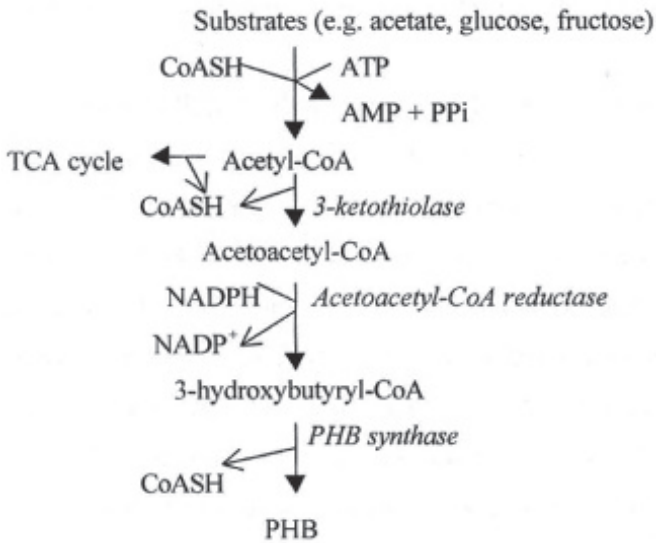 Substrates (e.g. acetate, glucose, fructose)
CoASH ATP
AMP + PPi
TCA cycle Acetyl-CoA
CoASH 3-ketothiolase
Acetoacetyl-CoA
NADPH Acetoacetyl-CoA reductase
NADP⁺
3-hydroxybutyryl-CoA
PHB synthase
CoASH
PHB